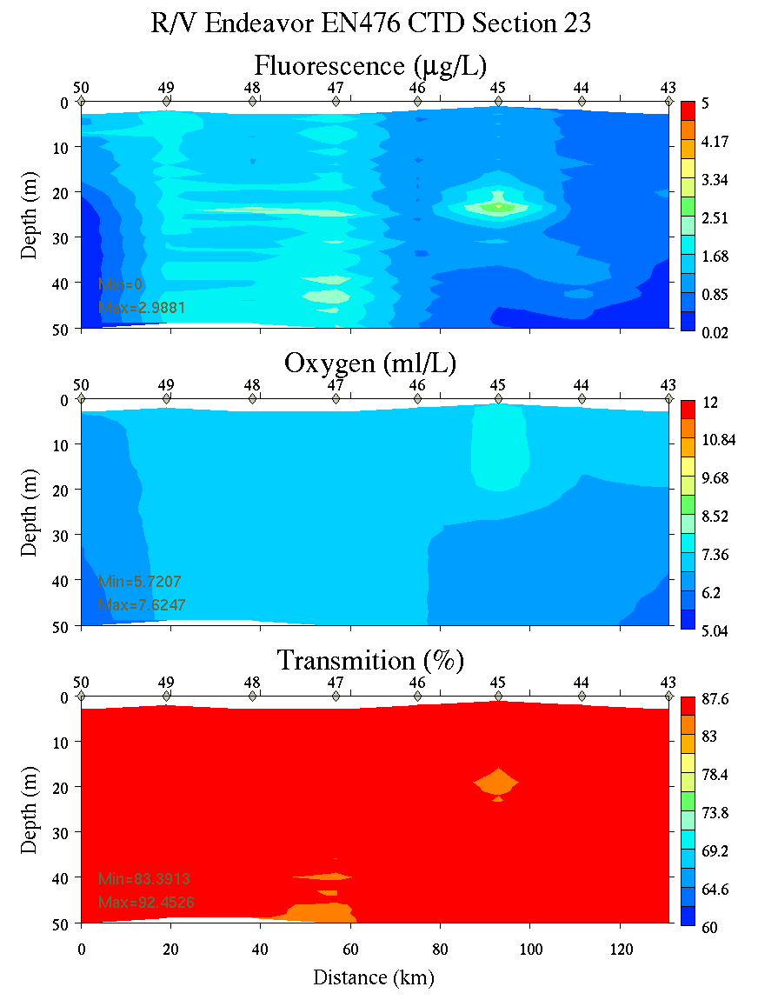 R/V Endeavor EN476 CTD Section 23
Fluorescence (μg/L)
50 49 48 47 46 45 44 43
0
10
20
30
40
50
Depth (m)
Min=0
Max=2.9881
5
4.17
3.34
2.51
1.68
0.85
0.02
Oxygen (ml/L)
50 49 48 47 46 45 44 43
0
10
20
30
40
50
Depth (m)
Min=5.7207
Max=7.6247
12
10.84
9.68
8.52
7.36
6.2
5.04
Transmition (%)
50 49 48 47 46 45 44 43
0
10
20
30
40
50
Depth (m)
Min=83.3913
Max=92.4526
87.6
83
78.4
73.8
69.2
64.6
60
0 20 40 60 80 100 120
Distance (km)